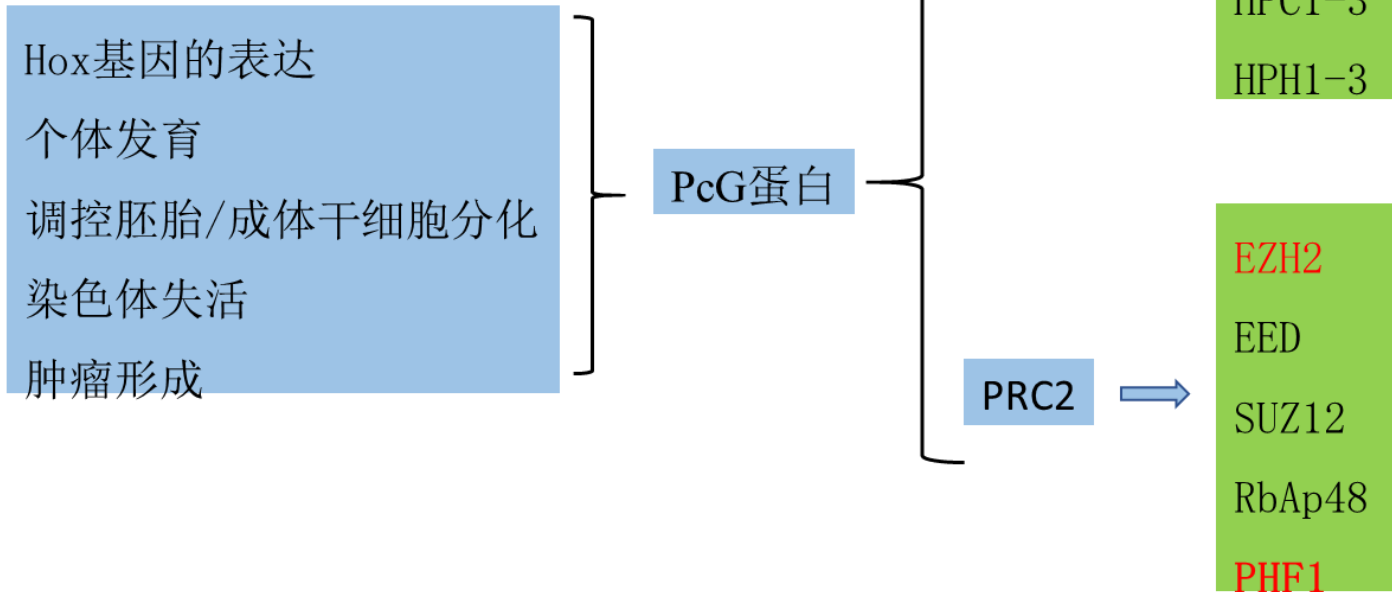 Hox基因的表达
个体发育
调控胚胎/成体干细胞分化
染色体失活
肿瘤形成
PcG蛋白
HPC1-3
HPH1-3
PRC2
EZH2
EED
SUZ12
RbAp48
PHF1